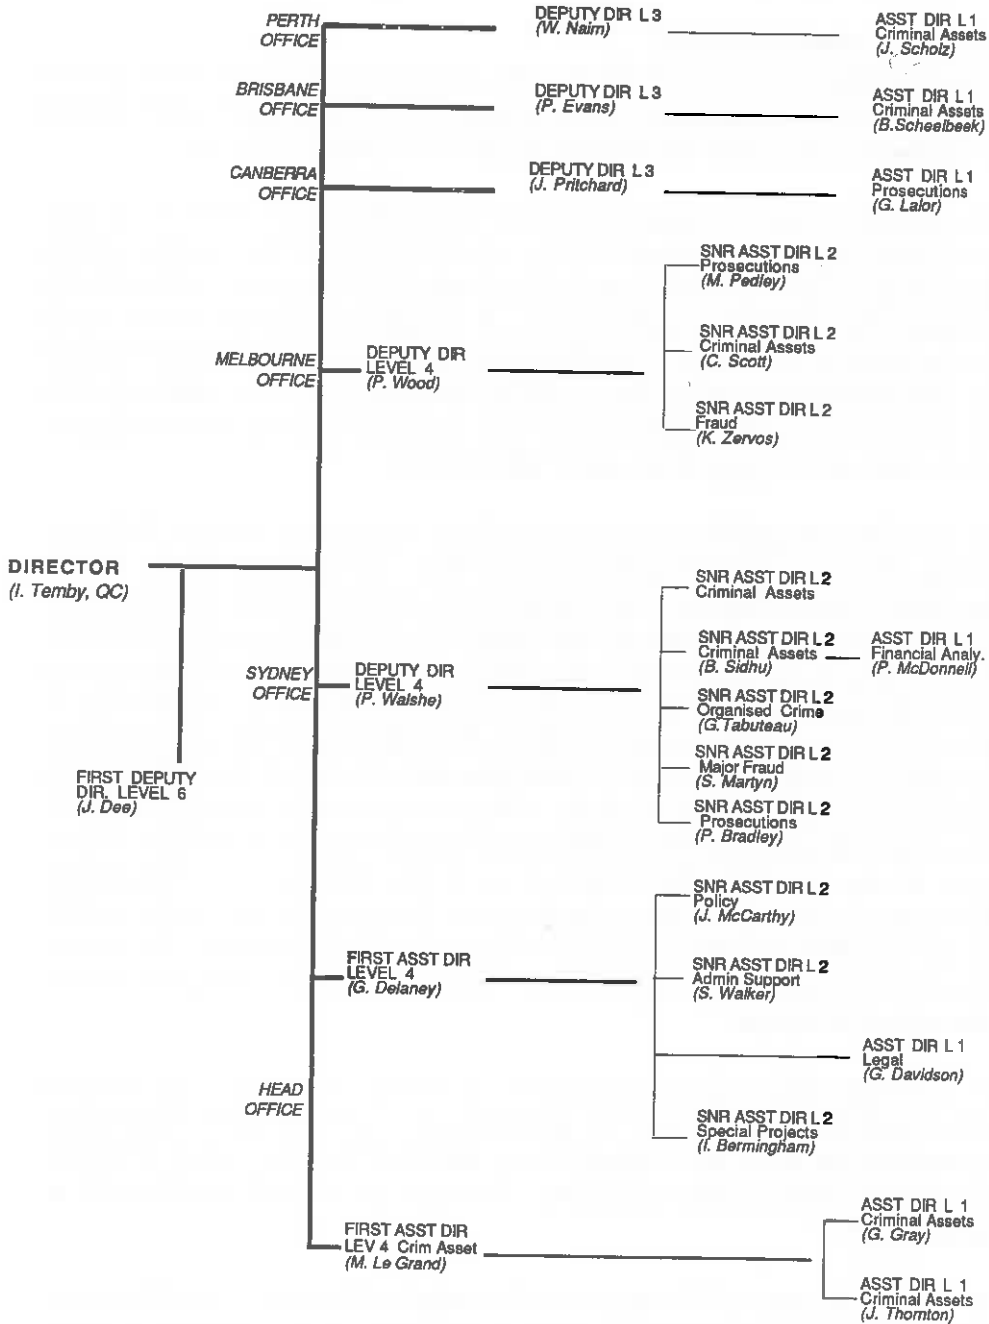 PERTH
OFFICE
DEPUTY DIR L 3
(W. Nairn)
ASST DIR L 1
Criminal Assets
(J. Scholz)
BRISBANE
OFFICE
DEPUTY DIR L 3
(P. Evans)
ASST DIR L 1
Criminal Assets
(B.Scheelbeek)
CANBERRA
OFFICE
DEPUTY DIR L 3
(J. Pritchard)
ASST DIR L 1
Prosecutions
(G. Lalor)
MELBOURNE
OFFICE
DEPUTY DIR
LEVEL 4
(P. Wood)
SNR ASST DIR L 2
Prosecutions
(M. Pedley)
SNR ASST DIR L 2
Criminal Assets
(C. Scott)
SNR ASST DIR L 2
Fraud
(K. Zervos)
DIRECTOR
(I. Temby, QC)
FIRST DEPUTY
DIR. LEVEL 6
(J. Dee)
SYDNEY
OFFICE
DEPUTY DIR
LEVEL 4
(P. Walshe)
SNR ASST DIR L 2
Criminal Assets
SNR ASST DIR L 2
Criminal Assets
(B. Sidhu)
ASST DIR L 1
Financial Analy.
(P. McDonnell)
SNR ASST DIR L 2
Organised Crime
(G.Tabuteau)
SNR ASST DIR L 2
Major Fraud
(S. Martyn)
SNR ASST DIR L 2
Prosecutions
(P. Bradley)
HEAD
OFFICE
FIRST ASST DIR
LEVEL 4
(G. Delaney)
SNR ASST DIR L 2
Policy
(J. McCarthy)
SNR ASST DIR L 2
Admin Support
(S. Walker)
ASST DIR L 1
Legal
(G. Davidson)
SNR ASST DIR L 2
Special Projects
(I. Bermingham)
FIRST ASST DIR
LEV 4 Crim Asset
(M. Le Grand)
ASST DIR L 1
Criminal Assets
(G. Gray)
ASST DIR L 1
Criminal Assets
(J. Thornton)